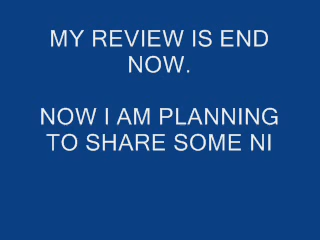 MY REVIEW IS END
NOW.
NOW I AM PLANNING
TO SHARE SOME NI